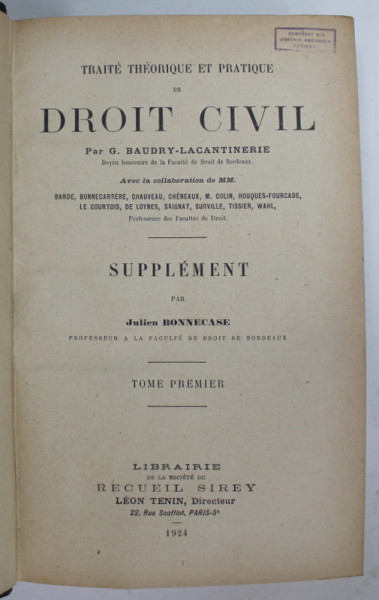 TRAITÉ THÉORIQUE ET PRATIQUE
DE
DROIT CIVIL
Par G. BAUDRY-LACANTINERIE
Doyen honoraire de la Faculté de Droit de Bordeaux.
Avec la collaboration de MM.
BARDE, BONNECARRÈRE, CHAUVEAU, CHÉNEAUX, M. COLIN, HOUQUES-FOURCADE,
LE COURTOIS, DE LOYNES, SAIGNAT, SURVILLE, TISSIER, WAHL,
Professeurs des Facultés de Droit.
SUPPLÉMENT
PAR
Julien BONNECASE
PROFESSEUR A LA FACULTÉ DE DROIT DE BORDEAUX
TOME PREMIER
LIBRAIRIE
DE LA SOCIÉTÉ DU
RECUEIL SIREY
LÉON TENIN, Directeur
22, Rue Soufflot, PARIS-5e
1924